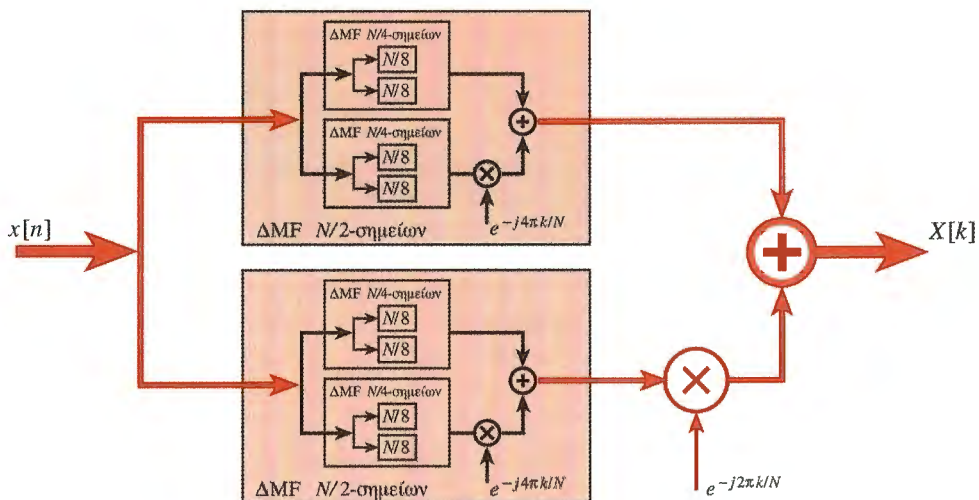 ΔMF N/4-σημείων
N/8
N/8
ΔMF N/4-σημείων
N/8
N/8
e^{-j4πk/N}
ΔMF N/2-σημείων
x[n]
X[k]
ΔMF N/4-σημείων
N/8
N/8
ΔMF N/4-σημείων
N/8
N/8
e^{-j4πk/N}
ΔMF N/2-σημείων
e^{-j2πk/N}